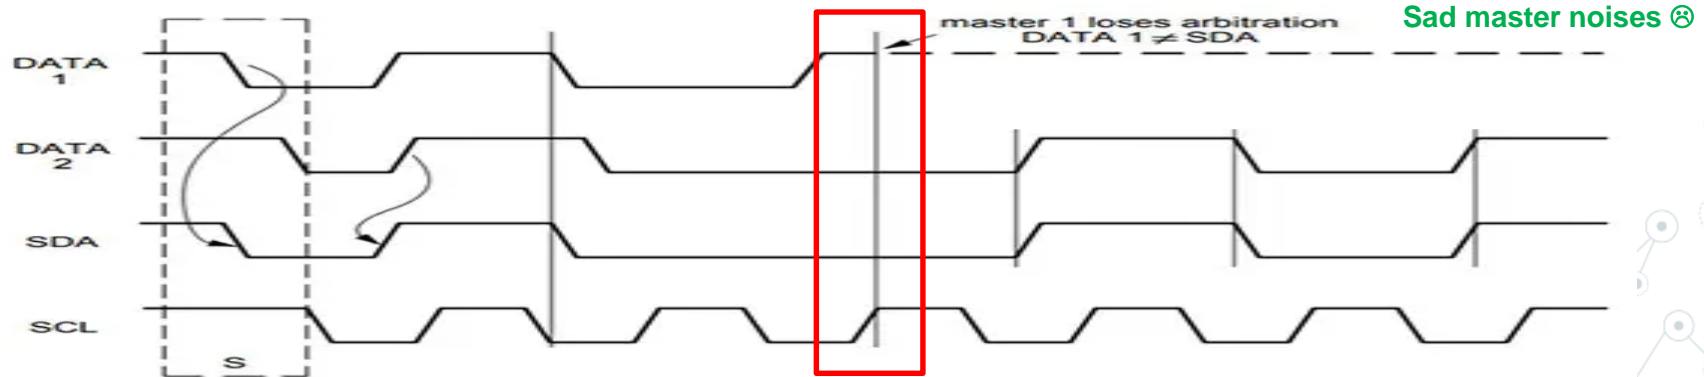 master 1 loses arbitration
DATA 1 ≠ SDA
Sad master noises ☹
DATA
1
DATA
2
SDA
SCL
S